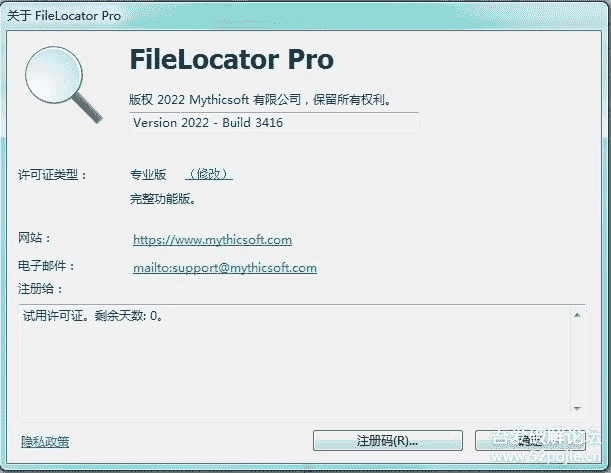 关于 FileLocator Pro
FileLocator Pro
版权 2022 Mythicsoft 有限公司，保留所有权利。
Version 2022 - Build 3416
许可证类型： 专业版 （修改）
完整功能版。
网站： https://www.mythicsoft.com
电子邮件： mailto:support@mythicsoft.com
注册给：
试用许可证。剩余天数: 0。
隐私政策 注册码(R)... 确定
吾爱破解论坛
www.52pojie.cn